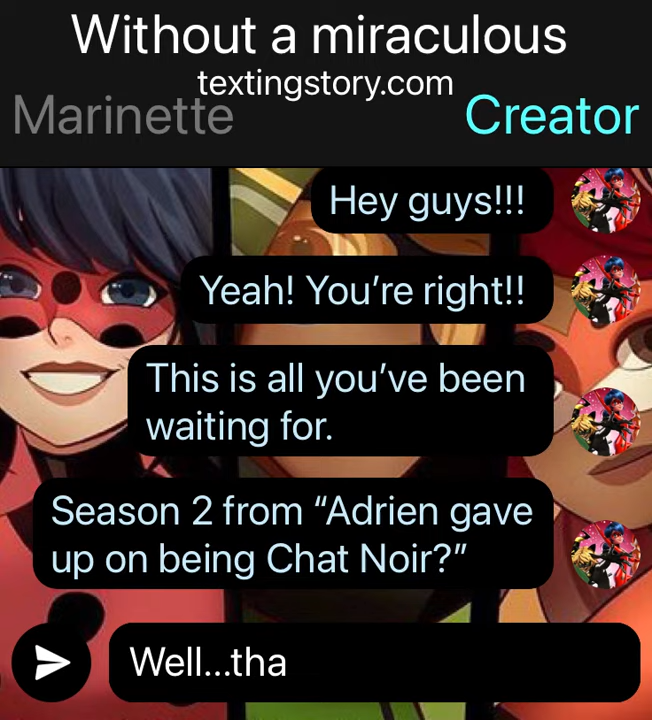 Without a miraculous
textingstory.com
Marinette
Creator
Hey guys!!!
Yeah! You’re right!!
This is all you’ve been
waiting for.
Season 2 from “Adrien gave
up on being Chat Noir?”
Well...tha